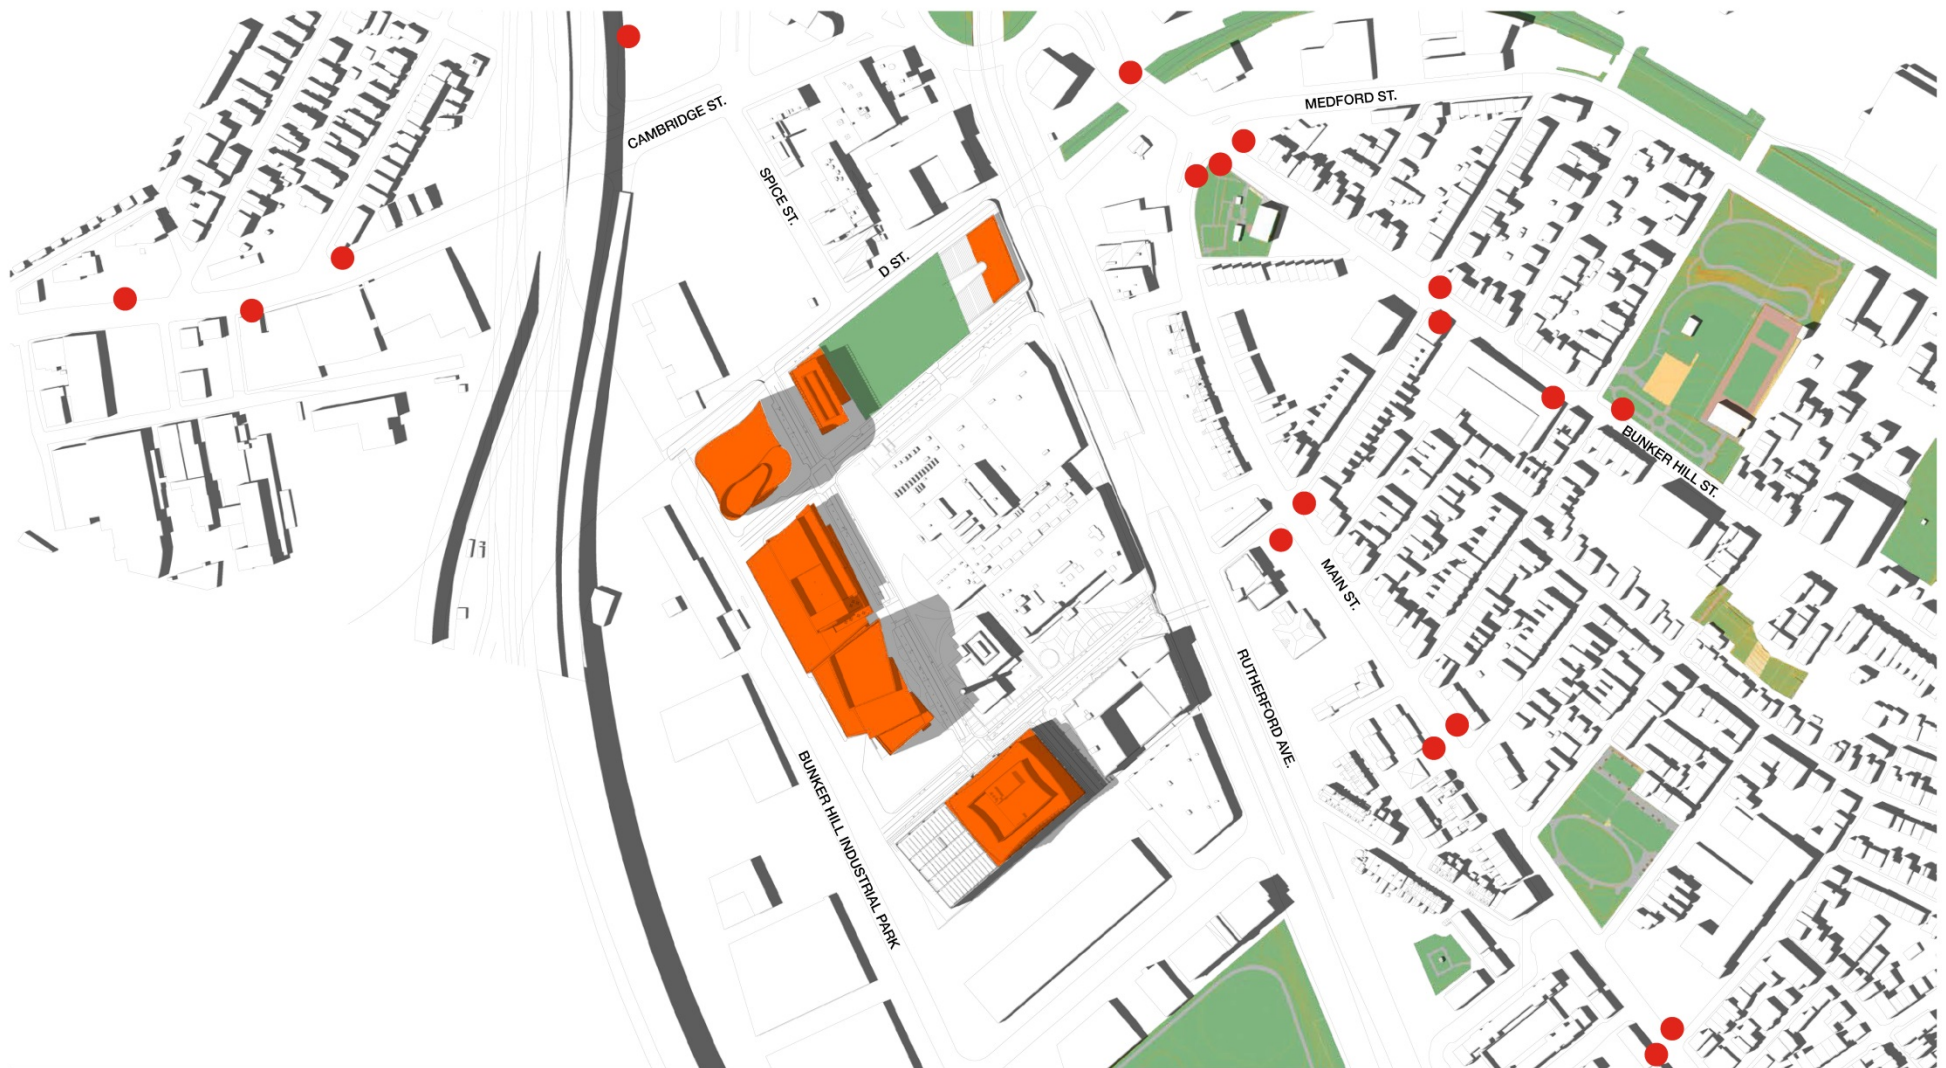 MEDFORD ST.
CAMBRIDGE ST.
SPICE ST.
D ST.
BUNKER HILL ST.
MAIN ST.
RUTHERFORD AVE.
BUNKER HILL INDUSTRIAL PARK